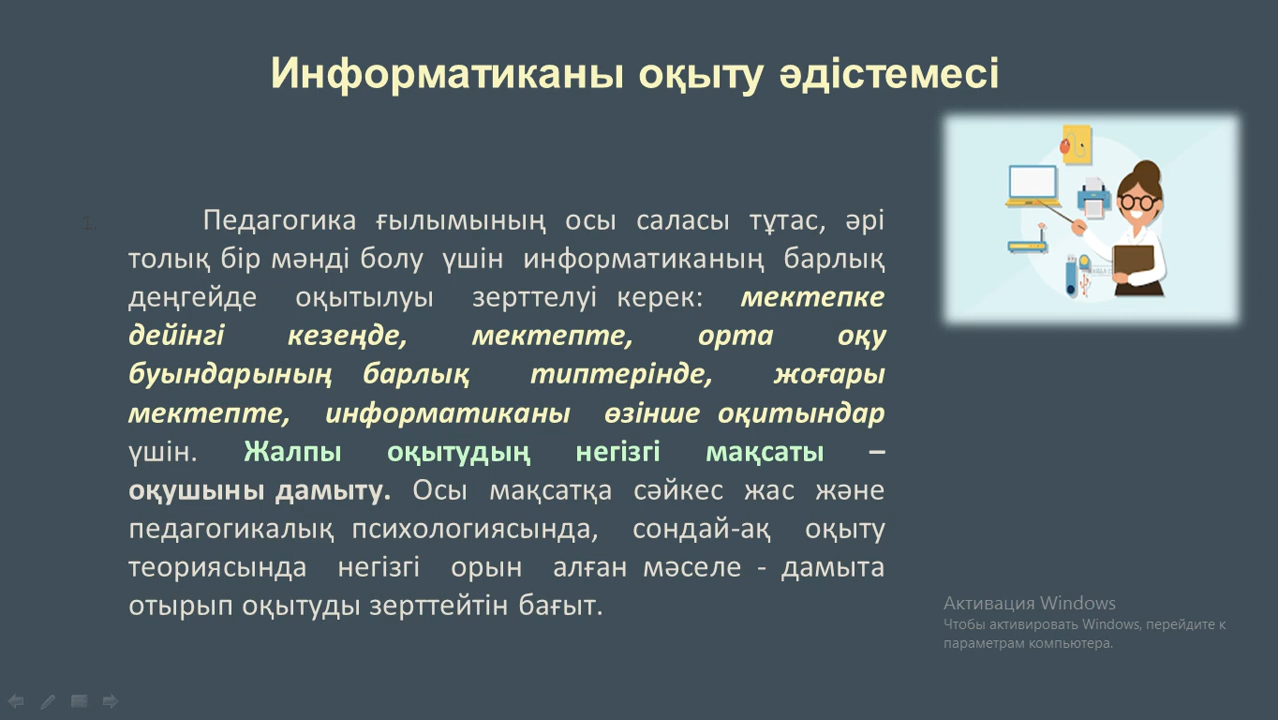 Информатиканы оқыту әдістемесі
1. Педагогика ғылымының осы саласы тұтас, әрі
толық бір мәнді болу үшін информатиканың барлық
деңгейде оқытылуы зерттелуі керек: мектепке
дейінгі кезеңде, мектепте, орта оқу
буындарының барлық типтерінде, жоғары
мектепте, информатиканы өзінше оқитындар
үшін. Жалпы оқытудың негізгі мақсаты –
оқушыны дамыту. Осы мақсатқа сәйкес жас және
педагогикалық психологиясында, сондай-ақ оқыту
теориясында негізгі орын алған мәселе - дамыта
отырып оқытуды зерттейтін бағыт.
Активация Windows
Чтобы активировать Windows, перейдите к
параметрам компьютера.